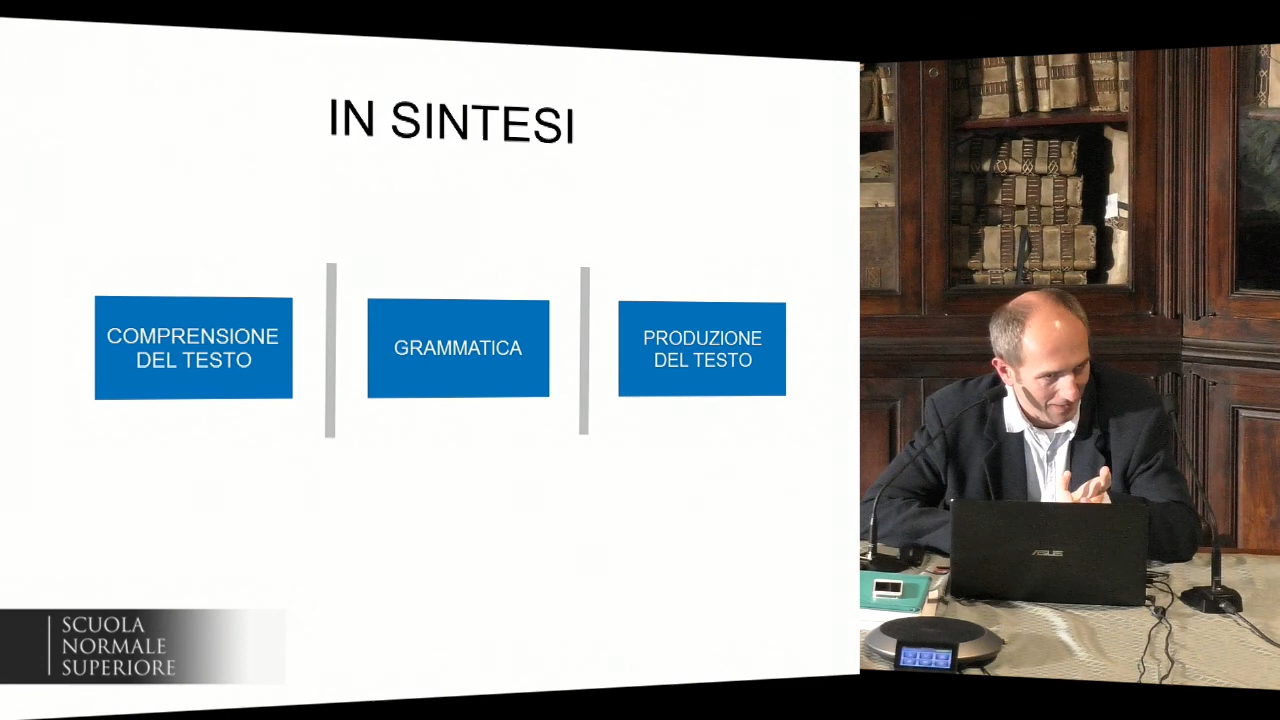 IN SINTESI
COMPRENSIONE
DEL TESTO
GRAMMATICA
PRODUZIONE
DEL TESTO
SCUOLA
NORMALE
SUPERIORE
ASUS